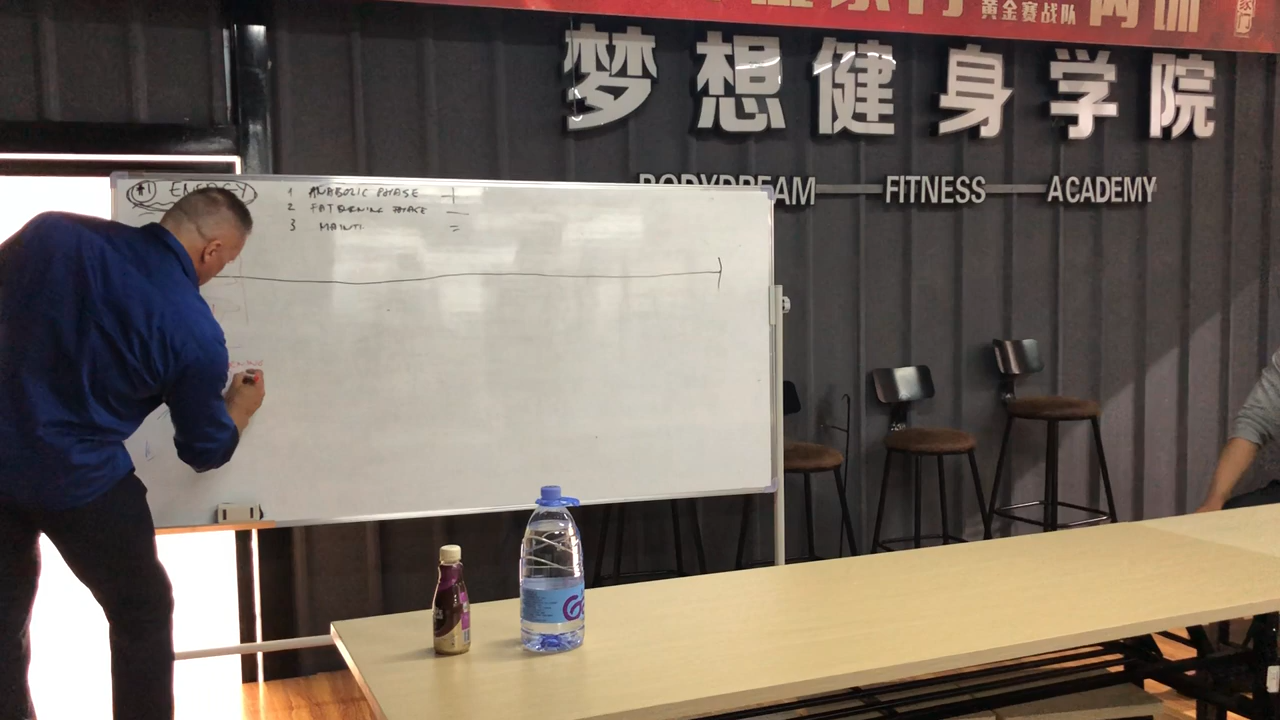 黄金赛战队
梦想健身学院
BODYDREAM FITNESS ACADEMY
#1 ENERGY
1 ANABOLIC PHASE +
2 FAT BURNING PHASE —
3 MAINT. =